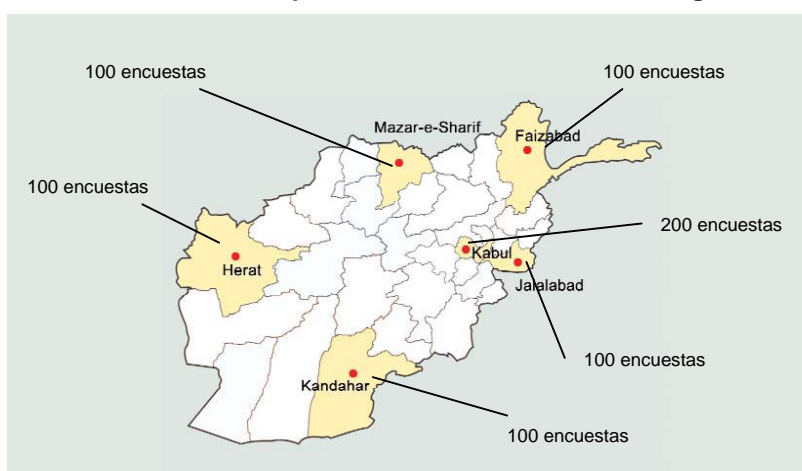 100 encuestas
100 encuestas
Mazar-e-Sharif
Faizabad
100 encuestas
200 encuestas
Kabul
Herat
Jalalabad
100 encuestas
Kandahar
100 encuestas